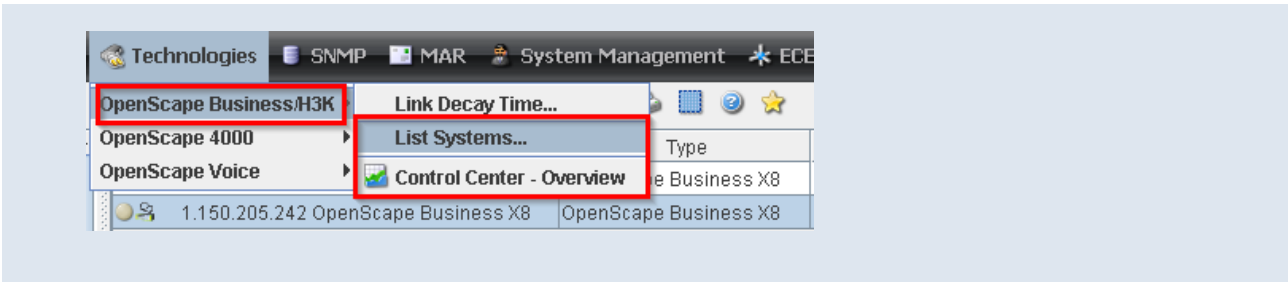 Technologies SNMP MAR System Management ECE
OpenScape Business/H3K Link Decay Time...
OpenScape 4000 List Systems... Type
OpenScape Voice Control Center - Overview e Business X8
1.150.205.242 OpenScape Business X8 OpenScape Business X8